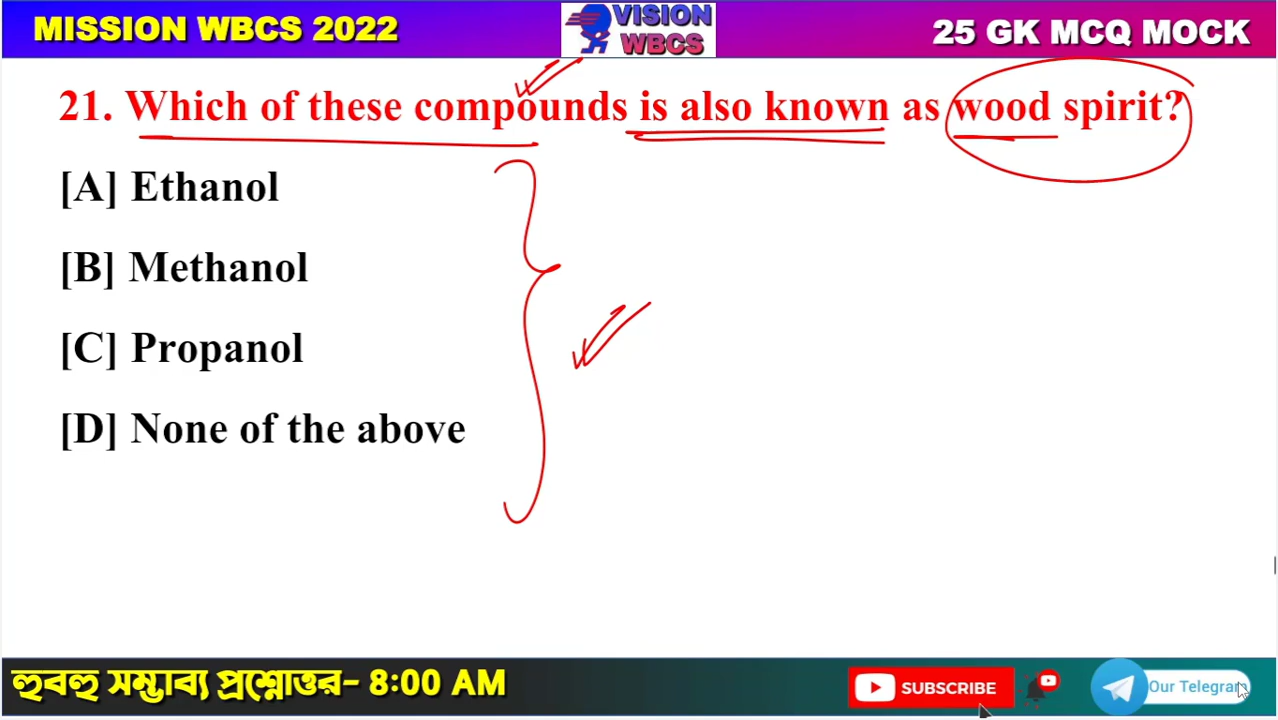 MISSION WBCS 2022
VISION
WBCS
25 GK MCQ MOCK
21. Which of these compounds is also known as wood spirit?
[A] Ethanol
[B] Methanol
[C] Propanol
[D] None of the above
হুবহু সম্ভাব্য প্রশ্নোত্তর- 8:00 AM
SUBSCRIBE
Our Telegram